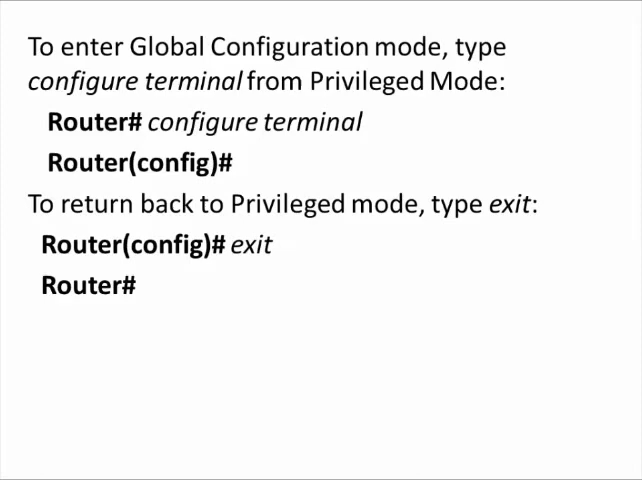 To enter Global Configuration mode, type
configure terminal from Privileged Mode:
Router# configure terminal
Router(config)#
To return back to Privileged mode, type exit:
Router(config)# exit
Router#